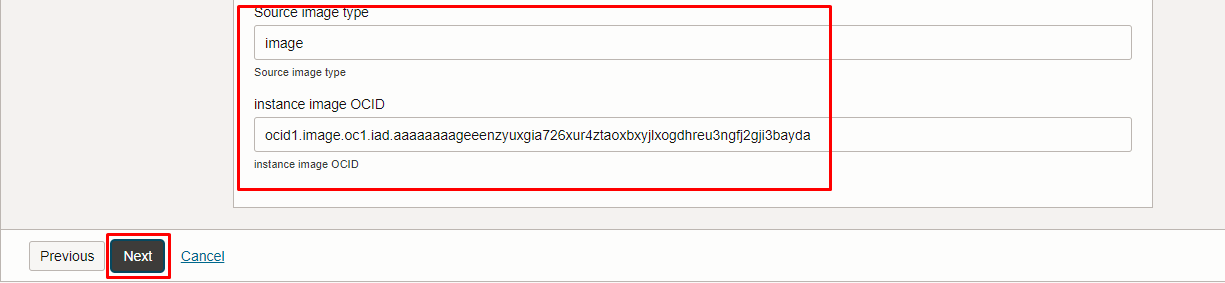 Source image type
image
Source image type
instance image OCID
ocid1.image.oc1.iad.aaaaaaaageeenzyuxgia726xur4ztaoxbxyjlxogdhreu3ngfj2gji3bayda
instance image OCID
Previous Next Cancel